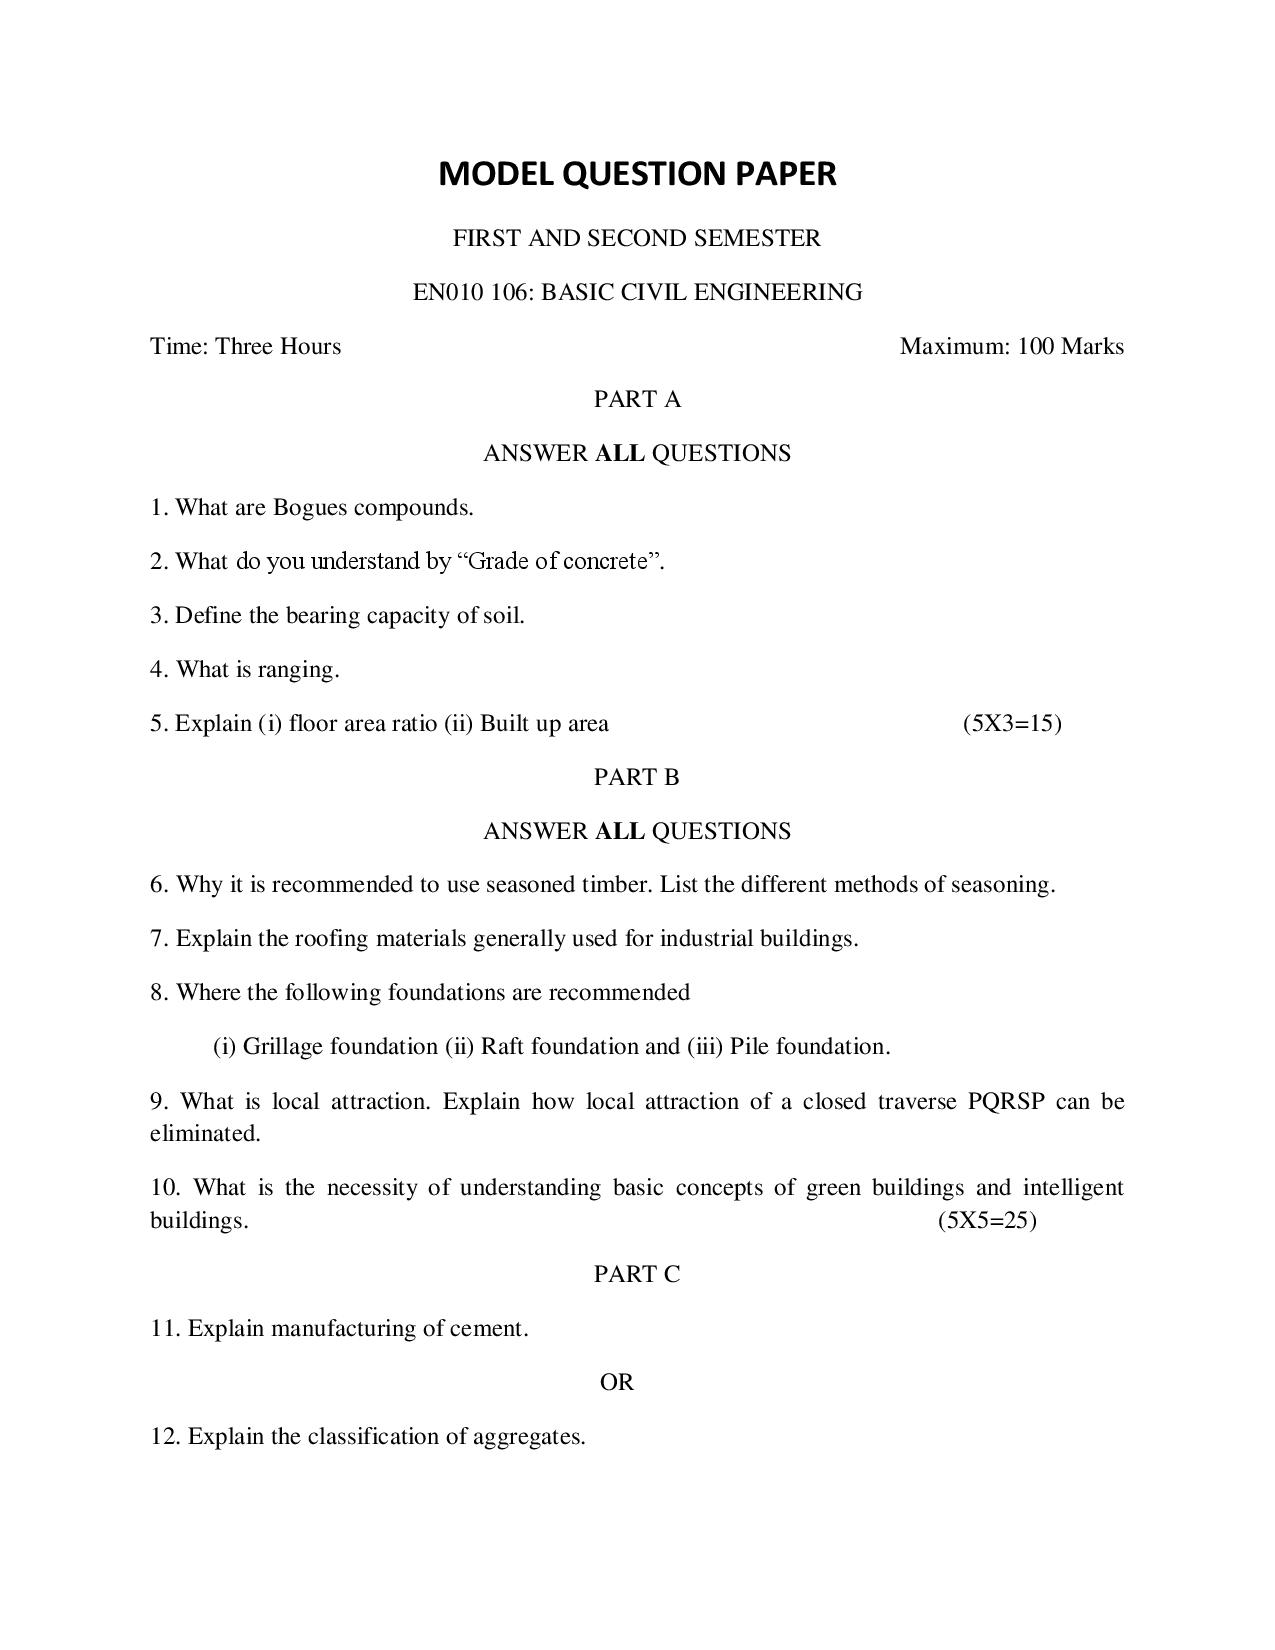 MODEL QUESTION PAPER
FIRST AND SECOND SEMESTER
EN010 106: BASIC CIVIL ENGINEERING
Time: Three Hours Maximum: 100 Marks
PART A
ANSWER ALL QUESTIONS
1. What are Bogues compounds.
2. What do you understand by “Grade of concrete”.
3. Define the bearing capacity of soil.
4. What is ranging.
5. Explain (i) floor area ratio (ii) Built up area (5X3=15)
PART B
ANSWER ALL QUESTIONS
6. Why it is recommended to use seasoned timber. List the different methods of seasoning.
7. Explain the roofing materials generally used for industrial buildings.
8. Where the following foundations are recommended
(i) Grillage foundation (ii) Raft foundation and (iii) Pile foundation.
9. What is local attraction. Explain how local attraction of a closed traverse PQRSP can be
eliminated.
10. What is the necessity of understanding basic concepts of green buildings and intelligent
buildings. (5X5=25)
PART C
11. Explain manufacturing of cement.
OR
12. Explain the classification of aggregates.